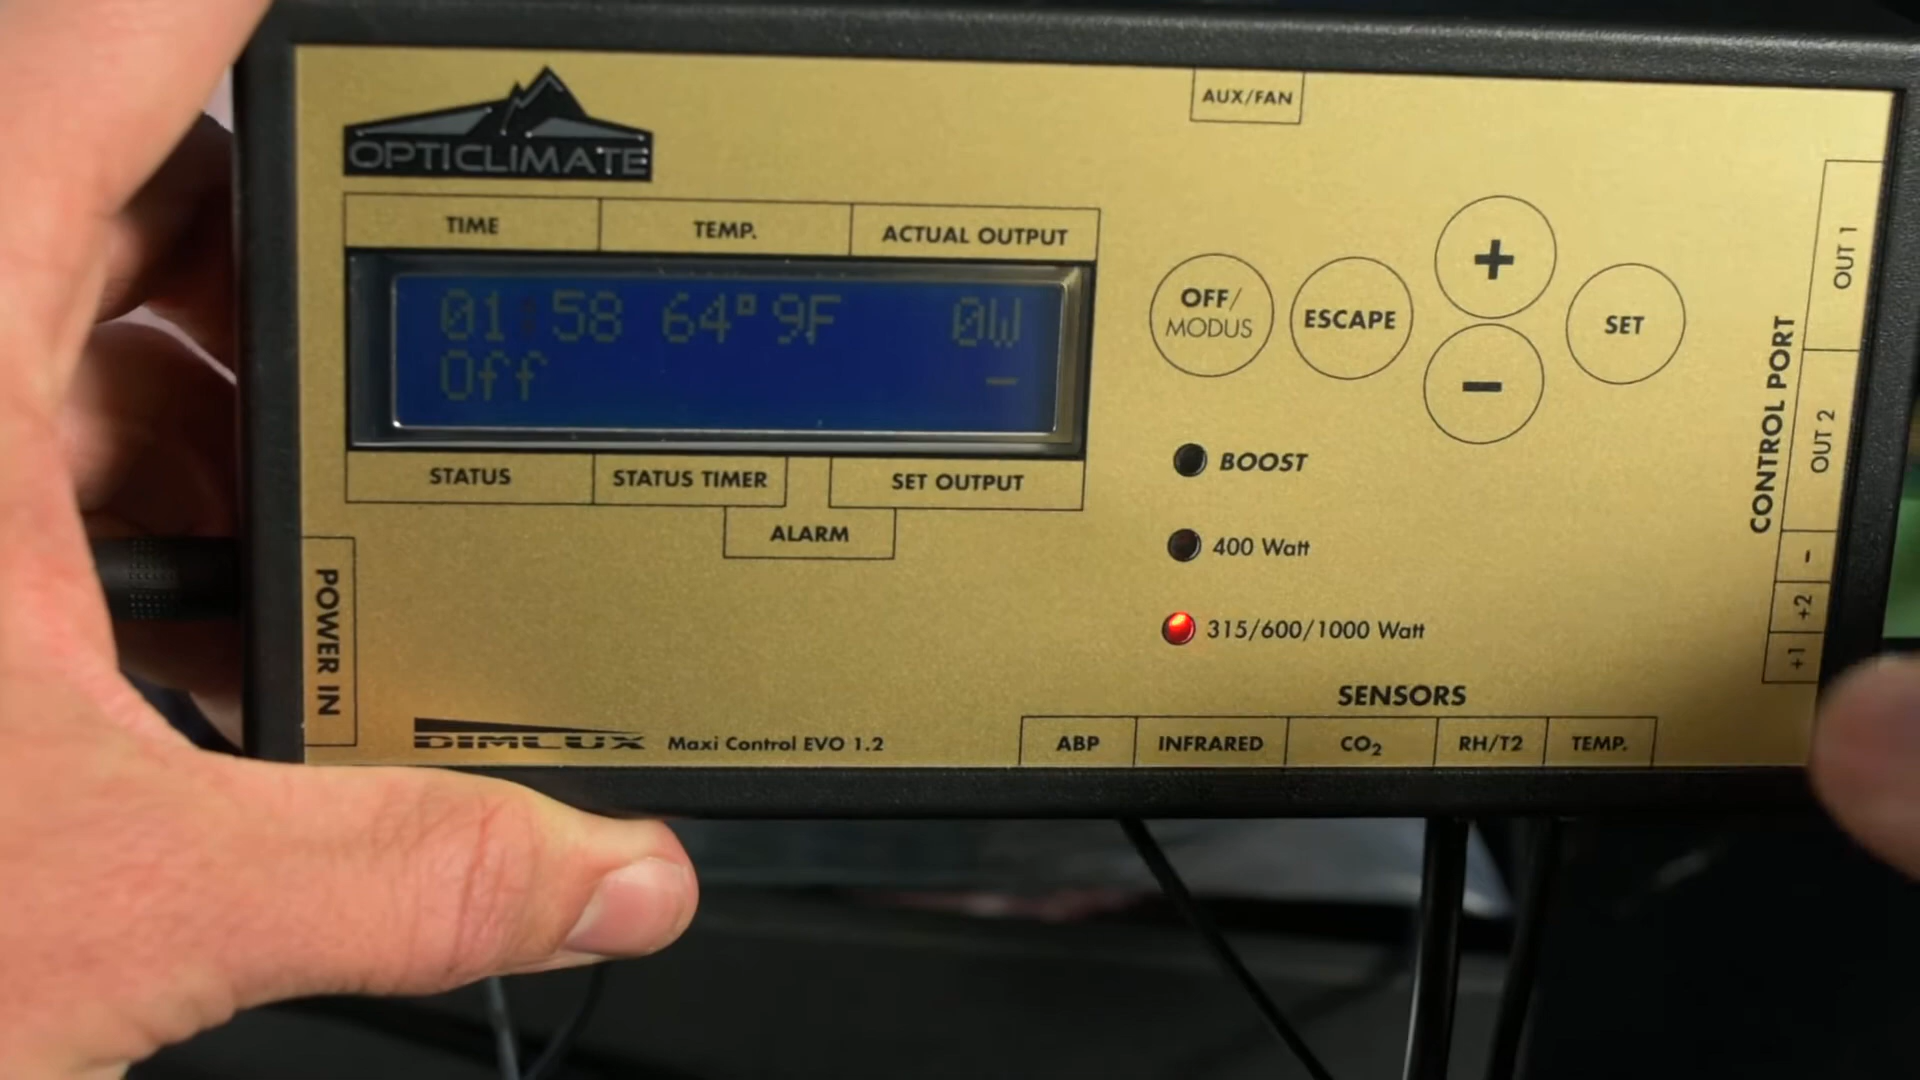 OPTICLIMATE
AUX/FAN
TIME TEMP. ACTUAL OUTPUT
01:58 64°9F 0W
Off –
STATUS STATUS TIMER SET OUTPUT
ALARM
OFF/
MODUS
ESCAPE
+
–
SET
BOOST
400 Watt
315/600/1000 Watt
CONTROL PORT
OUT 1
OUT 2
-
+2
+1
POWER IN
DIMLUX Maxi Control EVO 1.2
SENSORS
ABP INFRARED CO₂ RH/T2 TEMP.